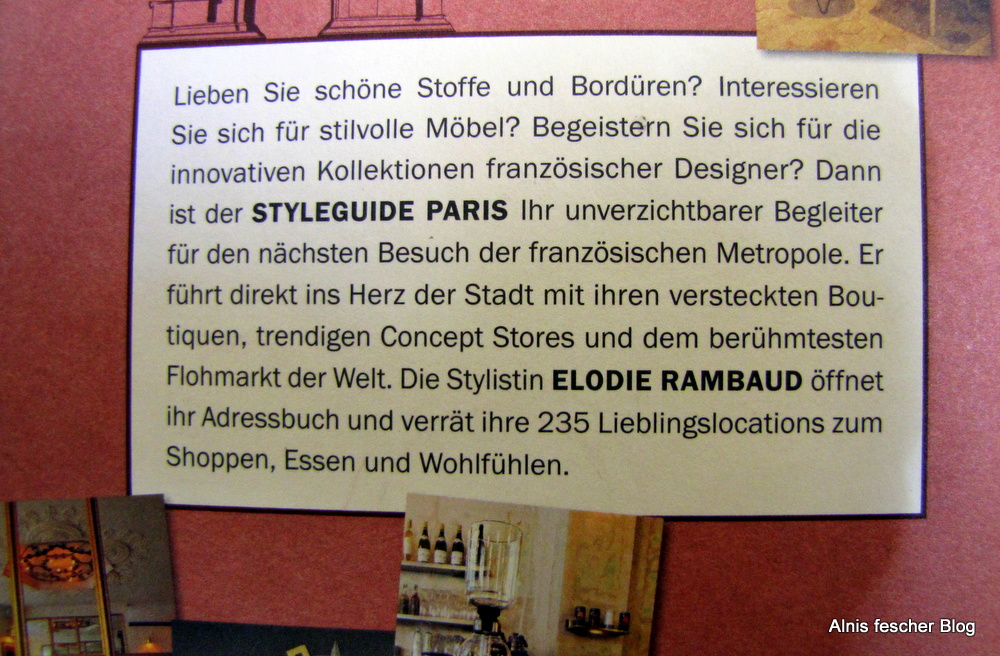 Lieben Sie schöne Stoffe und Bordüren? Interessieren
Sie sich für stilvolle Möbel? Begeistern Sie sich für die
innovativen Kollektionen französischer Designer? Dann
ist der STYLEGUIDE PARIS Ihr unverzichtbarer Begleiter
für den nächsten Besuch der französischen Metropole. Er
führt direkt ins Herz der Stadt mit ihren versteckten Bou-
tiquen, trendigen Concept Stores und dem berühmtesten
Flohmarkt der Welt. Die Stylistin ELODIE RAMBAUD öffnet
ihr Adressbuch und verrät ihre 235 Lieblingslocations zum
Shoppen, Essen und Wohlfühlen.
Alnis fescher Blog